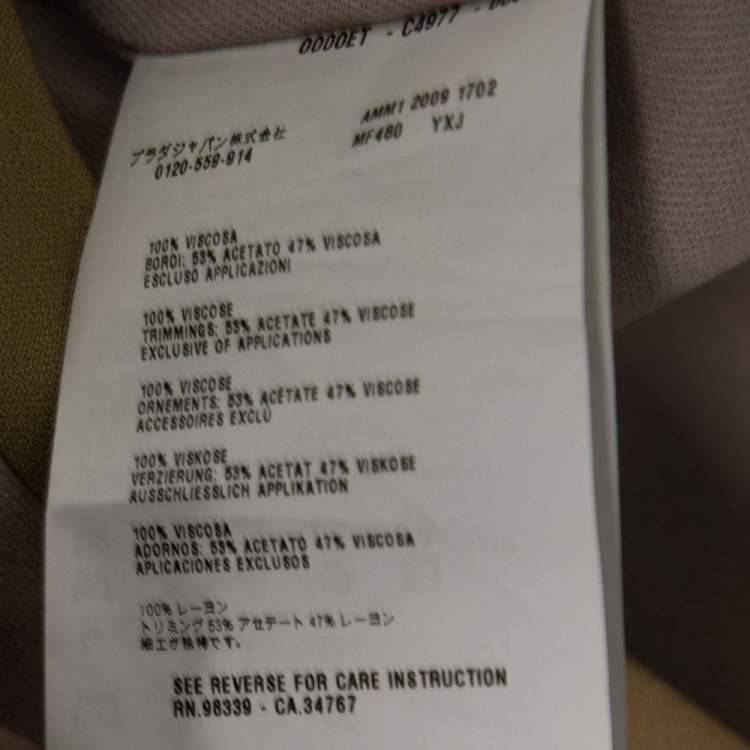 0000ET - C4977 -
AMM1 2009 1702
MF480 YXJ
プラダジャパン株式会社
0120-559-914
100% VISCOSA
BORDI: 53% ACETATO 47% VISCOSA
ESCLUSO APPLICAZIONI
100% VISCOSE
TRIMMINGS: 53% ACETATE 47% VISCOSE
EXCLUSIVE OF APPLICATIONS
100% VISCOSE
ORNEMENTS: 53% ACÉTATE 47% VISCOSE
ACCESSOIRES EXCLÙ
100% VISKOSE
VERZIERUNG: 53% ACETAT 47% VISKOSE
AUSSCHLIESSLICH APPLIKATION
100% VISCOSA
ADORNOS: 53% ACETATO 47% VISCOSA
APLICACIONES EXCLUSOS
100% レーヨン
トリミング 53% アセテート 47% レーヨン
SEE REVERSE FOR CARE INSTRUCTION
RN.98339 - CA.34767